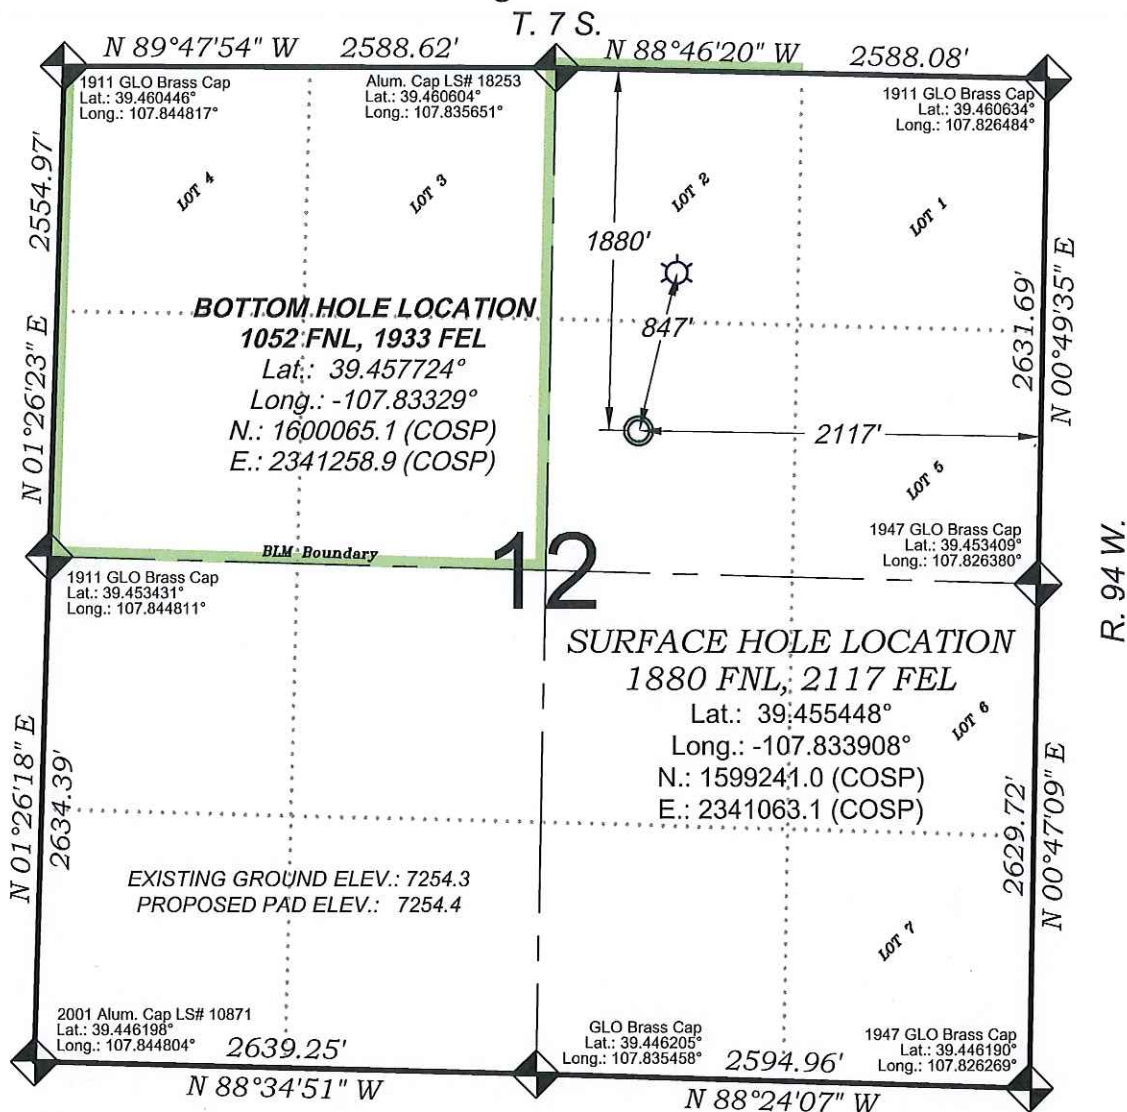 T. 7 S.
N 89°47'54" W 2588.62'
N 88°46'20" W 2588.08'
1911 GLO Brass Cap
Lat.: 39.460446°
Long.: 107.844817°
Alum. Cap LS# 18253
Lat.: 39.460604°
Long.: 107.835651°
1911 GLO Brass Cap
Lat.: 39.460634°
Long.: 107.826484°
2554.97'
N 01°26'23" E
LOT 4
LOT 3
LOT 2
LOT 1
1880'
847'
2117'
2631.69'
N 00°49'35" E
BOTTOM HOLE LOCATION
1052 FNL, 1933 FEL
Lat.: 39.457724°
Long.: -107.83329°
N.: 1600065.1 (COSP)
E.: 2341258.9 (COSP)
LOT 5
1947 GLO Brass Cap
Lat.: 39.453409°
Long.: 107.826380°
BLM Boundary
12
1911 GLO Brass Cap
Lat.: 39.453431°
Long.: 107.844811°
R. 94 W.
SURFACE HOLE LOCATION
1880 FNL, 2117 FEL
Lat.: 39.455448°
Long.: -107.833908°
N.: 1599241.0 (COSP)
E.: 2341063.1 (COSP)
LOT 6
N 01°26'18" E
2634.39'
2629.72'
N 00°47'09" E
EXISTING GROUND ELEV.: 7254.3
PROPOSED PAD ELEV.: 7254.4
LOT 7
2001 Alum. Cap LS# 10871
Lat.: 39.446198°
Long.: 107.844804°
GLO Brass Cap
Lat.: 39.446205°
Long.: 107.835458°
1947 GLO Brass Cap
Lat.: 39.446190°
Long.: 107.826269°
2639.25'
N 88°34'51" W
2594.96'
N 88°24'07" W